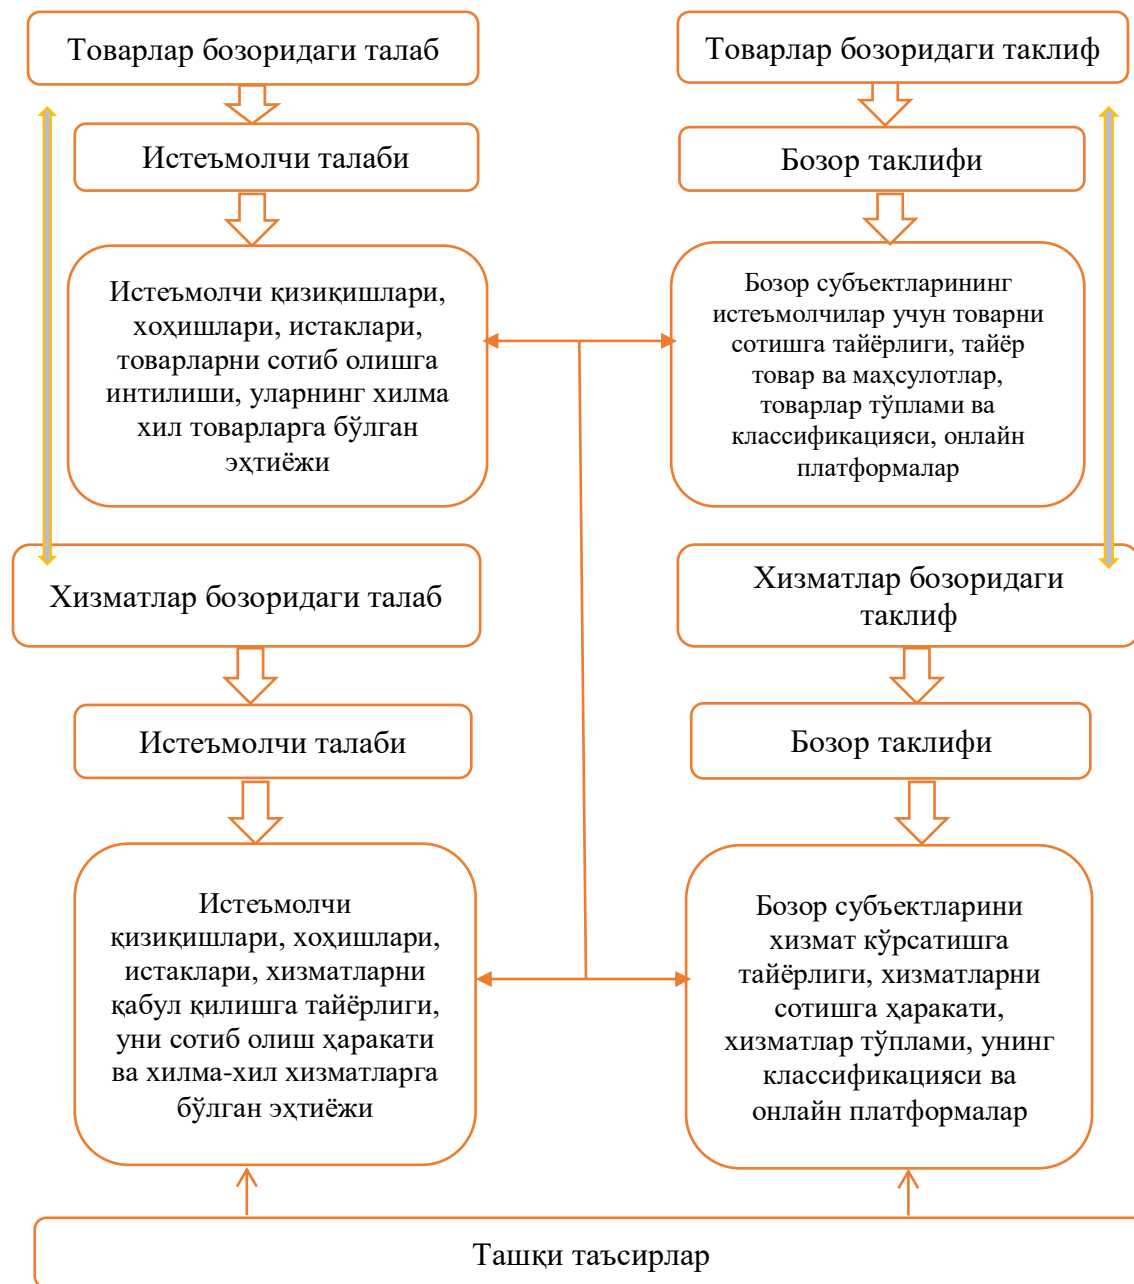 Товарлар бозоридаги талаб
Товарлар бозоридаги таклиф
Истеъмолчи талаби
Бозор таклифи
Истеъмолчи қизиқишлари,
хоҳишлари, истаклари,
товарларни сотиб олишга
интилиши, уларнинг хилма
хил товарларга бўлган
эҳтиёжи
Бозор субъектларининг
истеъмолчилар учун товарни
сотишга тайёрлиги, тайёр
товар ва маҳсулотлар,
товарлар тўплами ва
классификацияси, онлайн
платформалар
Хизматлар бозоридаги талаб
Хизматлар бозоридаги
таклиф
Истеъмолчи талаби
Бозор таклифи
Истеъмолчи
қизиқишлари, хоҳишлари,
истаклари, хизматларни
қабул қилишга тайёрлиги,
уни сотиб олиш ҳаракати
ва хилма-хил хизматларга
бўлган эҳтиёжи
Бозор субъектларини
хизмат кўрсатишга
тайёрлиги, хизматларни
сотишга ҳаракати,
хизматлар тўплами, унинг
классификацияси ва
онлайн платформалар
Ташқи таъсирлар